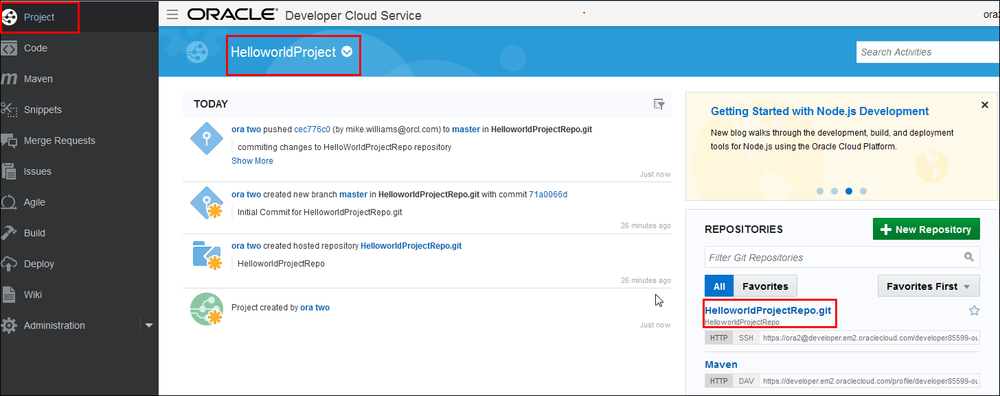 Project
Code
Maven
Snippets
Merge Requests
Issues
Agile
Build
Deploy
Wiki
Administration
ORACLE® Developer Cloud Service
HelloworldProject
Search Activities
TODAY
ora two pushed cec776c0 (by mike.williams@orcl.com) to master in HelloworldProjectRepo.git
commiting changes to HelloWorldProjectRepo repository
Show More
Just now
ora two created new branch master in HelloworldProjectRepo.git with commit 71a0066d
Initial Commit for HelloworldProjectRepo.git
26 minutes ago
ora two created hosted repository HelloworldProjectRepo.git
HelloworldProjectRepo
26 minutes ago
Project created by ora two
Just now
Getting Started with Node.js Development
New blog walks through the development, build, and deployment
tools for Node.js using the Oracle Cloud Platform.
REPOSITORIES
New Repository
Filter Git Repositories
All Favorites Favorites First
HelloworldProjectRepo.git
HelloworldProjectRepo
HTTP SSH https://ora2@developer.em2.oraclecloud.com/developer85599-ou
Maven
HTTP DAV https://developer.em2.oraclecloud.com/profile/developer85599-ou